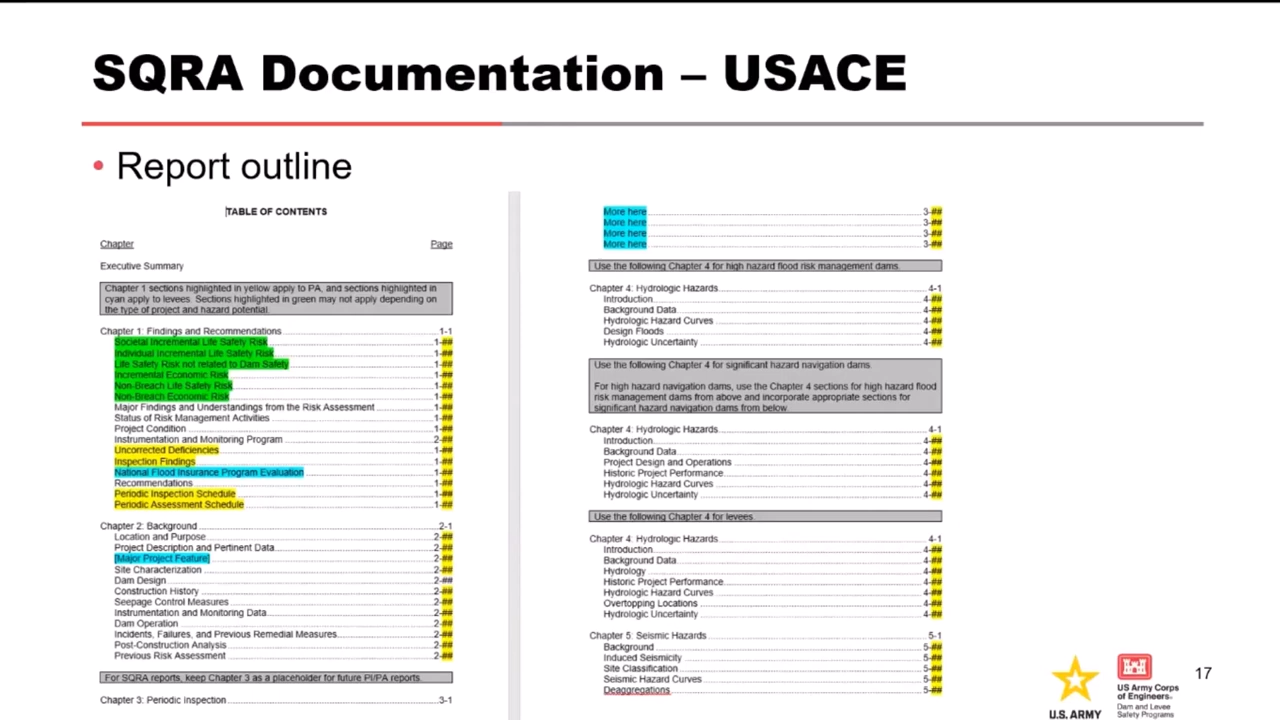 SQRA Documentation – USACE
• Report outline
TABLE OF CONTENTS
Chapter Page
Executive Summary
Chapter 1 sections highlighted in yellow apply to PA, and sections highlighted in
cyan apply to levees. Sections highlighted in green may not apply depending on
the type of project and hazard potential.
Chapter 1: Findings and Recommendations 1-1
Societal Incremental Life Safety Risk 1-##
Individual Incremental Life Safety Risk 1-##
Life Safety Risk not related to Dam Safety 1-##
Incremental Economic Risk 1-##
Non-Breach Life Safety Risk 1-##
Non-Breach Economic Risk 1-##
Major Findings and Understandings from the Risk Assessment 1-##
Status of Risk Management Activities 1-##
Project Condition 1-##
Instrumentation and Monitoring Program 2-##
Uncorrected Deficiencies 1-##
Inspection Findings 1-##
National Flood Insurance Program Evaluation 1-##
Recommendations 1-##
Periodic Inspection Schedule 1-##
Periodic Assessment Schedule 1-##
Chapter 2: Background 2-1
Location and Purpose 2-##
Project Description and Pertinent Data 2-##
[Major Project Feature] 2-##
Site Characterization 2-##
Dam Design 2-##
Construction History 2-##
Seepage Control Measures 2-##
Instrumentation and Monitoring Data 2-##
Dam Operation 2-##
Incidents, Failures, and Previous Remedial Measures 2-##
Post-Construction Analysis 2-##
Previous Risk Assessment 2-##
For SQRA reports, keep Chapter 3 as a placeholder for future PI/PA reports.
Chapter 3: Periodic Inspection 3-1
More here 3-##
More here 3-##
More here 3-##
More here 3-##
Use the following Chapter 4 for high hazard flood risk management dams.
Chapter 4: Hydrologic Hazards 4-1
Introduction 4-##
Background Data 4-##
Hydrologic Hazard Curves 4-##
Design Floods 4-##
Hydrologic Uncertainty 4-##
Use the following Chapter 4 for significant hazard navigation dams.
For high hazard navigation dams, use the Chapter 4 sections for high hazard flood
risk management dams from above and incorporate appropriate sections for
significant hazard navigation dams from below.
Chapter 4: Hydrologic Hazards 4-1
Introduction 4-##
Background Data 4-##
Project Design and Operations 4-##
Historic Project Performance 4-##
Hydrologic Hazard Curves 4-##
Hydrologic Uncertainty 4-##
Use the following Chapter 4 for levees.
Chapter 4: Hydrologic Hazards 4-1
Introduction 4-##
Background Data 4-##
Hydrology 4-##
Historic Project Performance 4-##
Hydrologic Hazard Curves 4-##
Overtopping Locations 4-##
Hydrologic Uncertainty 4-##
Chapter 5: Seismic Hazards 5-1
Background 5-##
Induced Seismicity 5-##
Site Classification 5-##
Seismic Hazard Curves 5-##
Deaggregations 5-##
U.S. ARMY
US Army Corps
of Engineers®
Dam and Levee
Safety Programs
17